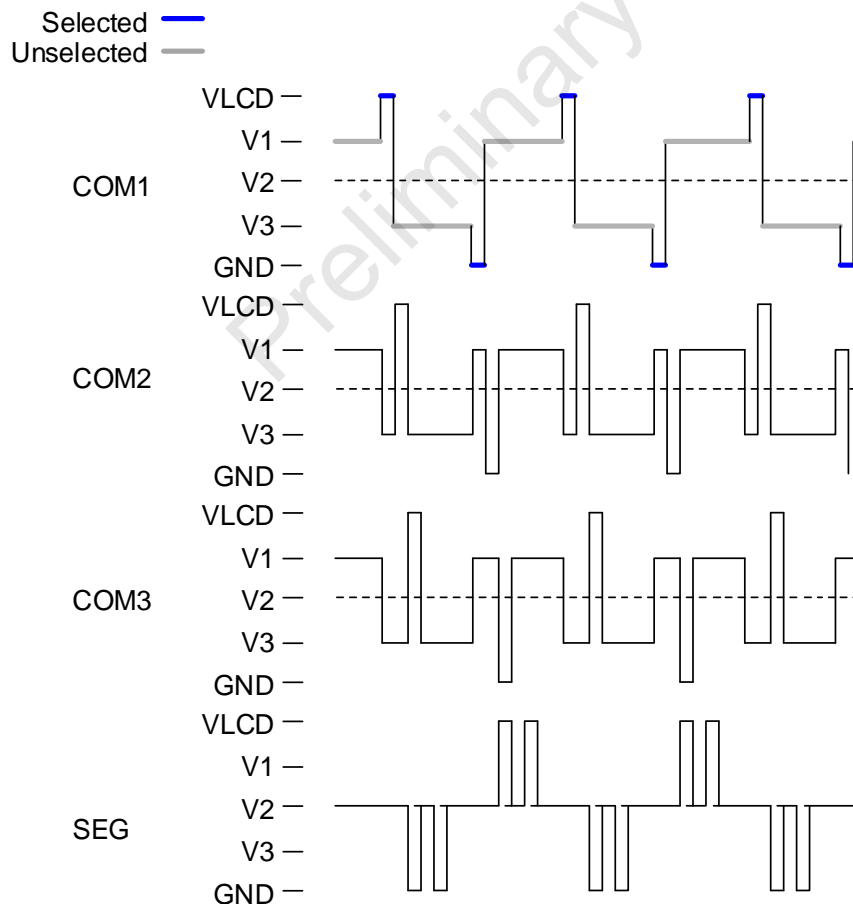 Selected
Unselected
Preliminary
VLCD
V1
COM1
V2
V3
GND
VLCD
V1
COM2
V2
V3
GND
VLCD
V1
COM3
V2
V3
GND
VLCD
V1
V2
SEG
V3
GND